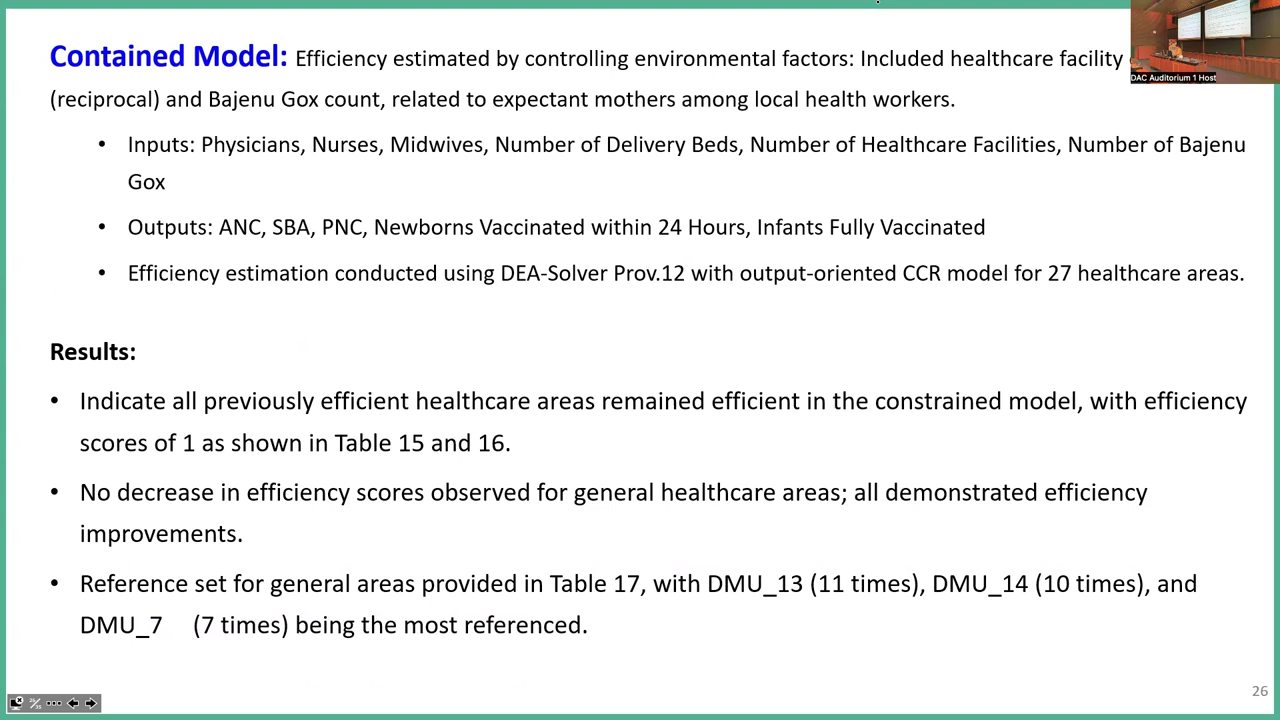 Contained Model: Efficiency estimated by controlling environmental factors: Included healthcare facility
DAC Auditorium 1 Host
(reciprocal) and Bajenu Gox count, related to expectant mothers among local health workers.
• Inputs: Physicians, Nurses, Midwives, Number of Delivery Beds, Number of Healthcare Facilities, Number of Bajenu
Gox
• Outputs: ANC, SBA, PNC, Newborns Vaccinated within 24 Hours, Infants Fully Vaccinated
• Efficiency estimation conducted using DEA-Solver Prov.12 with output-oriented CCR model for 27 healthcare areas.
Results:
• Indicate all previously efficient healthcare areas remained efficient in the constrained model, with efficiency
scores of 1 as shown in Table 15 and 16.
• No decrease in efficiency scores observed for general healthcare areas; all demonstrated efficiency
improvements.
• Reference set for general areas provided in Table 17, with DMU_13 (11 times), DMU_14 (10 times), and
DMU_7 (7 times) being the most referenced.
26